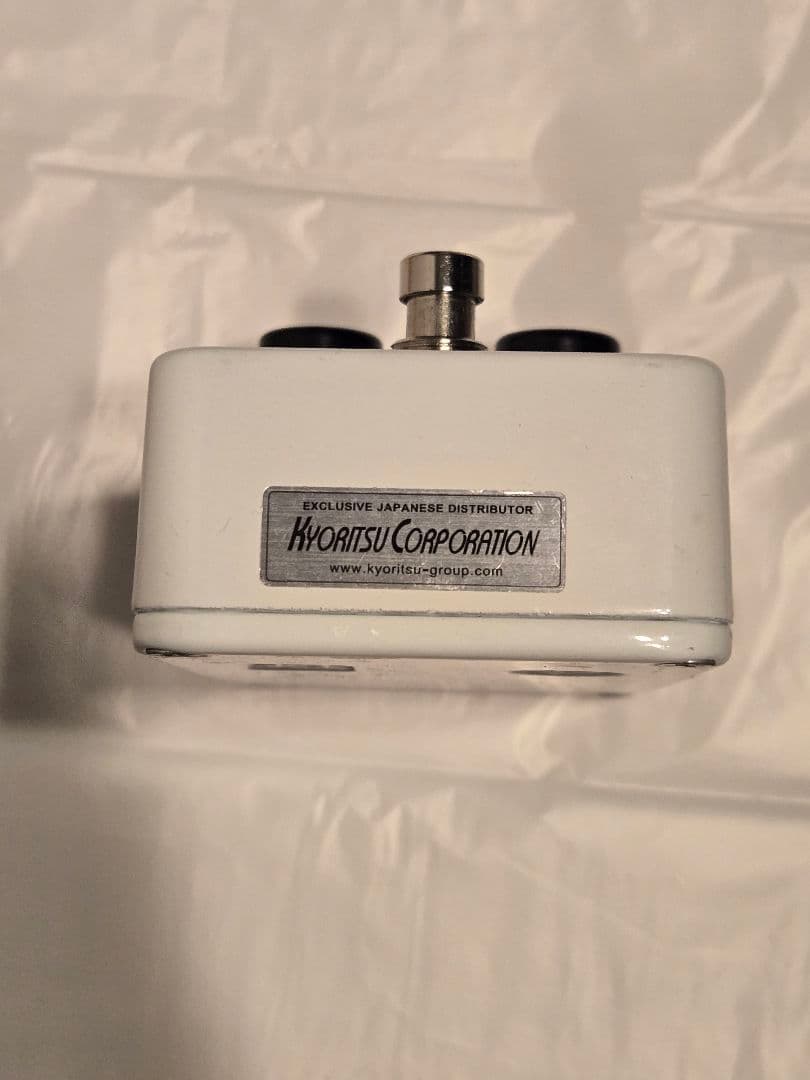 EXCLUSIVE JAPANESE DISTRIBUTOR
KYORITSU CORPORATION
www.kyoritsu-group.com